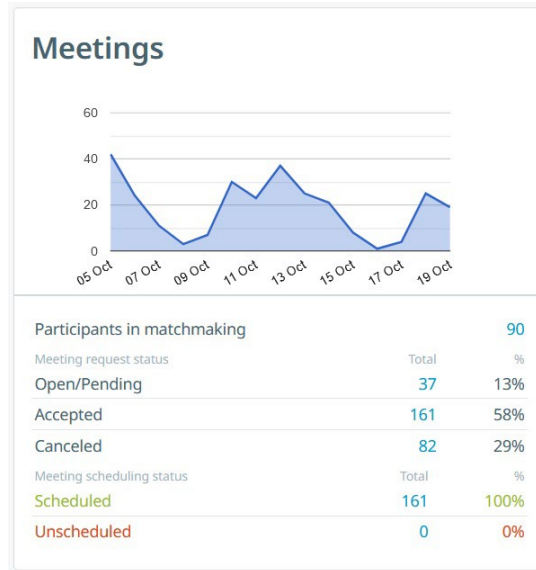 Meetings
60
40
20
0
05 Oct 07 Oct 09 Oct 11 Oct 13 Oct 15 Oct 17 Oct 19 Oct
Participants in matchmaking 90
Meeting request status Total %
Open/Pending 37 13%
Accepted 161 58%
Canceled 82 29%
Meeting scheduling status Total %
Scheduled 161 100%
Unscheduled 0 0%